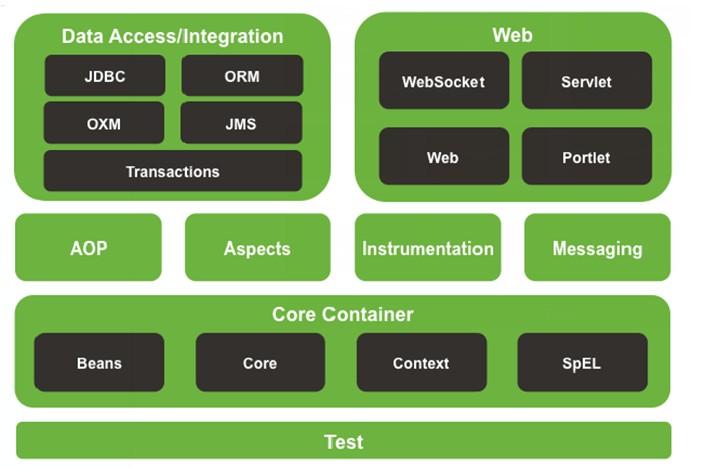 Data Access/Integration
JDBC
ORM
OXM
JMS
Transactions
Web
WebSocket
Servlet
Web
Portlet
AOP
Aspects
Instrumentation
Messaging
Core Container
Beans
Core
Context
SpEL
Test